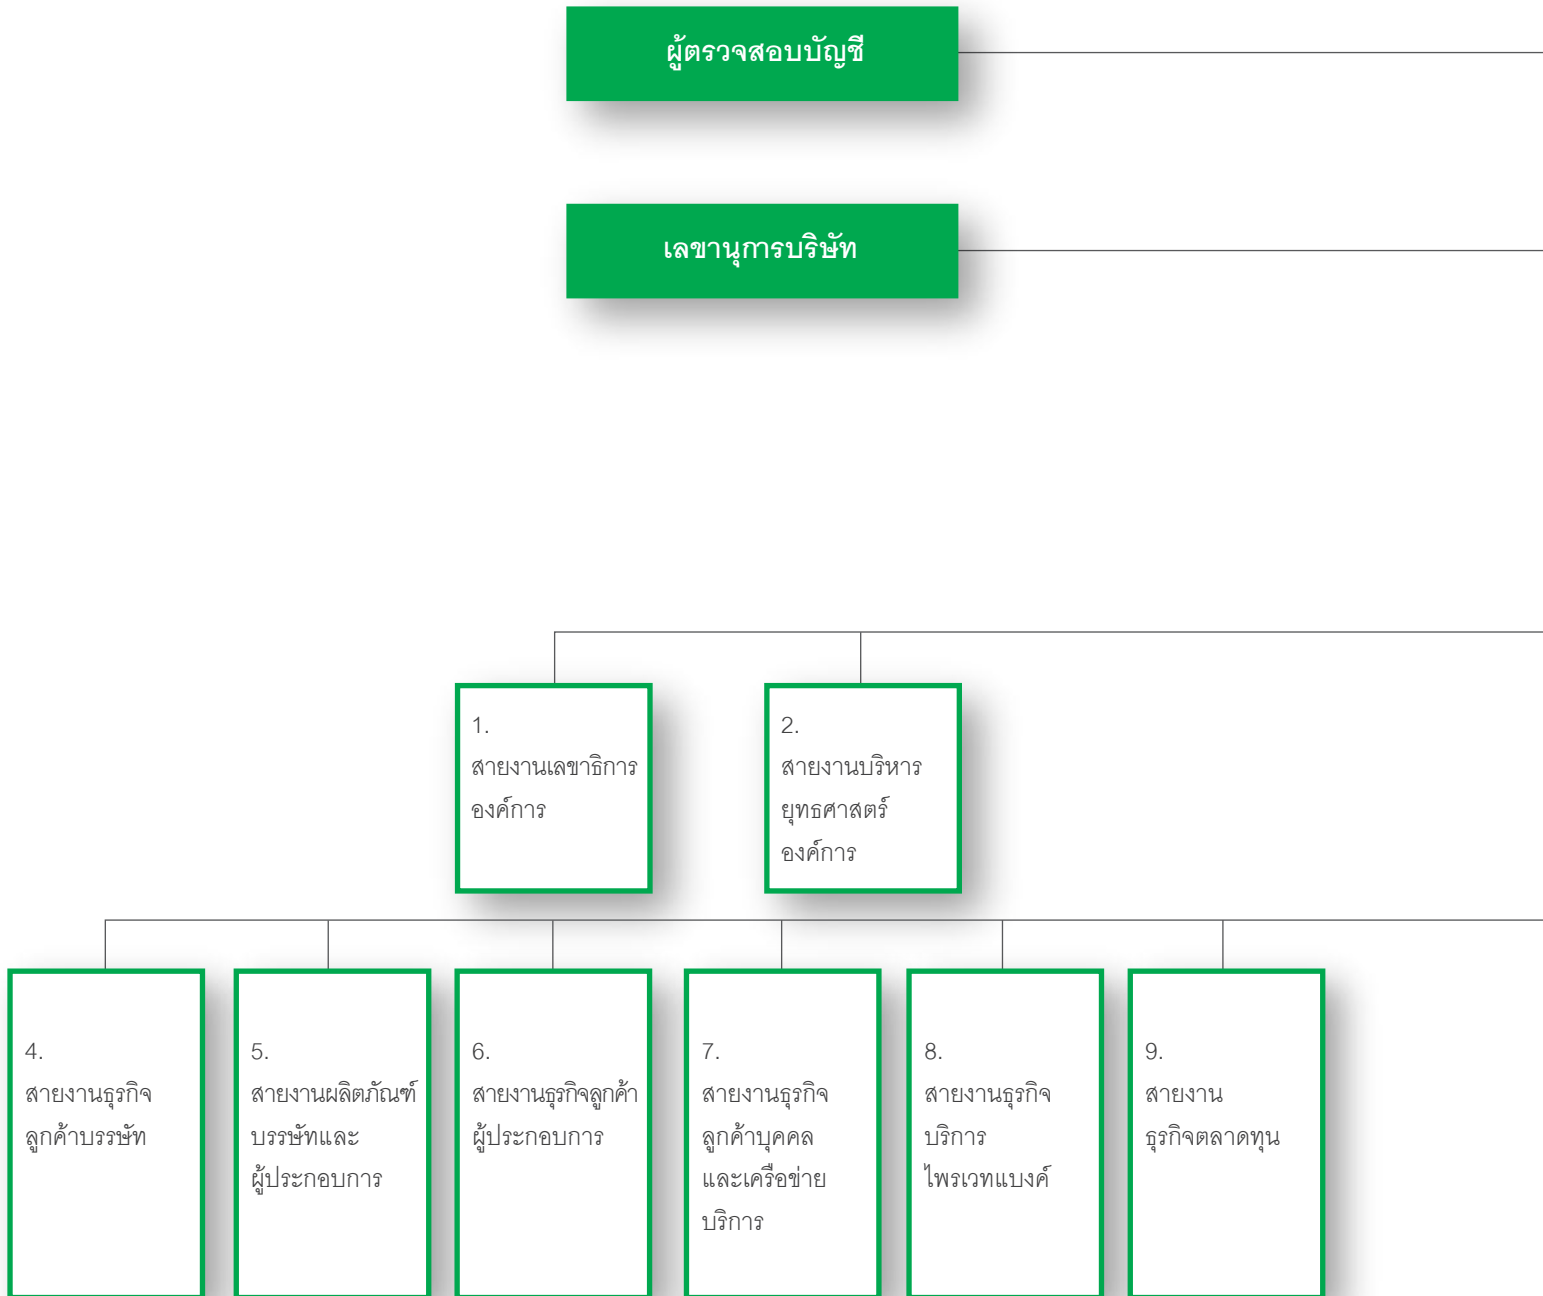 ผู้ตรวจสอบบัญชี
เลขานุการบริษัท
1.
สายงานเลขาธิการ
องค์การ
2.
สายงานบริหาร
ยุทธศาสตร์
องค์การ
4.
สายงานธุรกิจ
ลูกค้าบรรษัท
5.
สายงานผลิตภัณฑ์
บรรษัทและ
ผู้ประกอบการ
6.
สายงานธุรกิจลูกค้า
ผู้ประกอบการ
7.
สายงานธุรกิจ
ลูกค้าบุคคล
และเครือข่าย
บริการ
8.
สายงานธุรกิจ
บริการ
ไพรเวทแบงค์
9.
สายงาน
ธุรกิจตลาดทุน